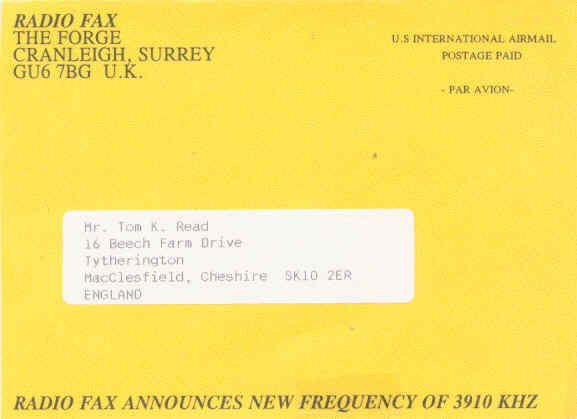 RADIO FAX
THE FORGE
CRANLEIGH, SURREY
GU6 7BG U.K.
U.S INTERNATIONAL AIRMAIL
POSTAGE PAID
- PAR AVION-
Mr. Tom K. Read
16 Beech Farm Drive
Tytherington
MacClesfield, Cheshire SK10 2ER
ENGLAND
RADIO FAX ANNOUNCES NEW FREQUENCY OF 3910 KHZ